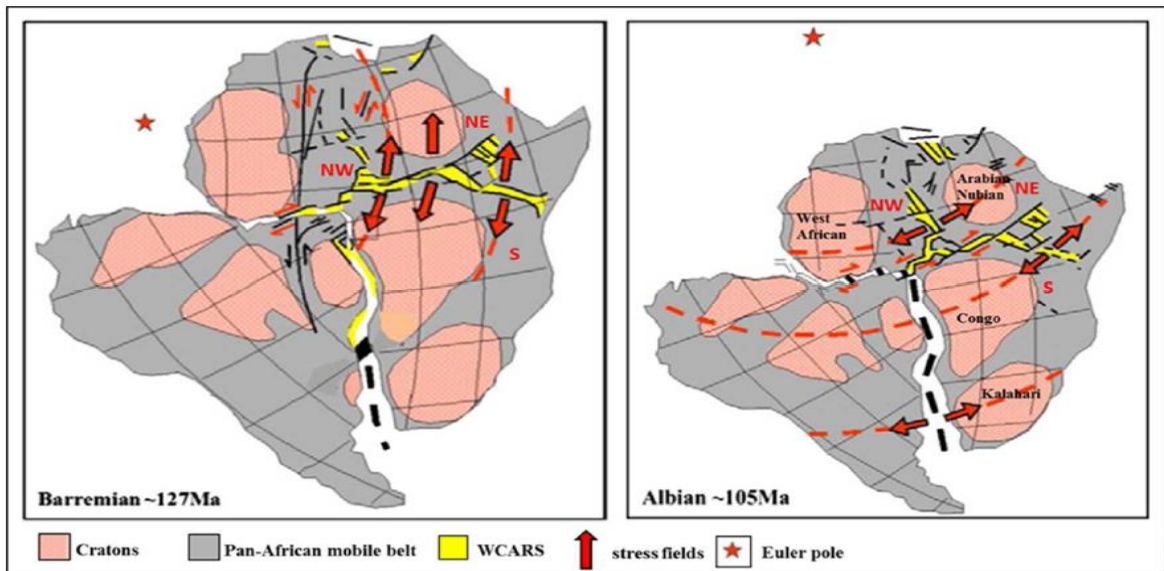 NE
NW
S
Barremian ~127Ma
Arabian
Nubian
NE
NW
West
African
S
Congo
Kalahari
Albian ~105Ma
Cratons
Pan-African mobile belt
WCARS
stress fields
Euler pole